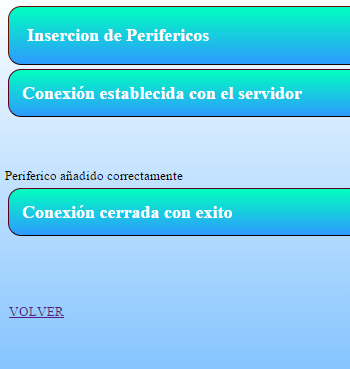 Insercion de Perifericos
Conexión establecida con el servidor
Periferico añadido correctamente
Conexión cerrada con exito
VOLVER